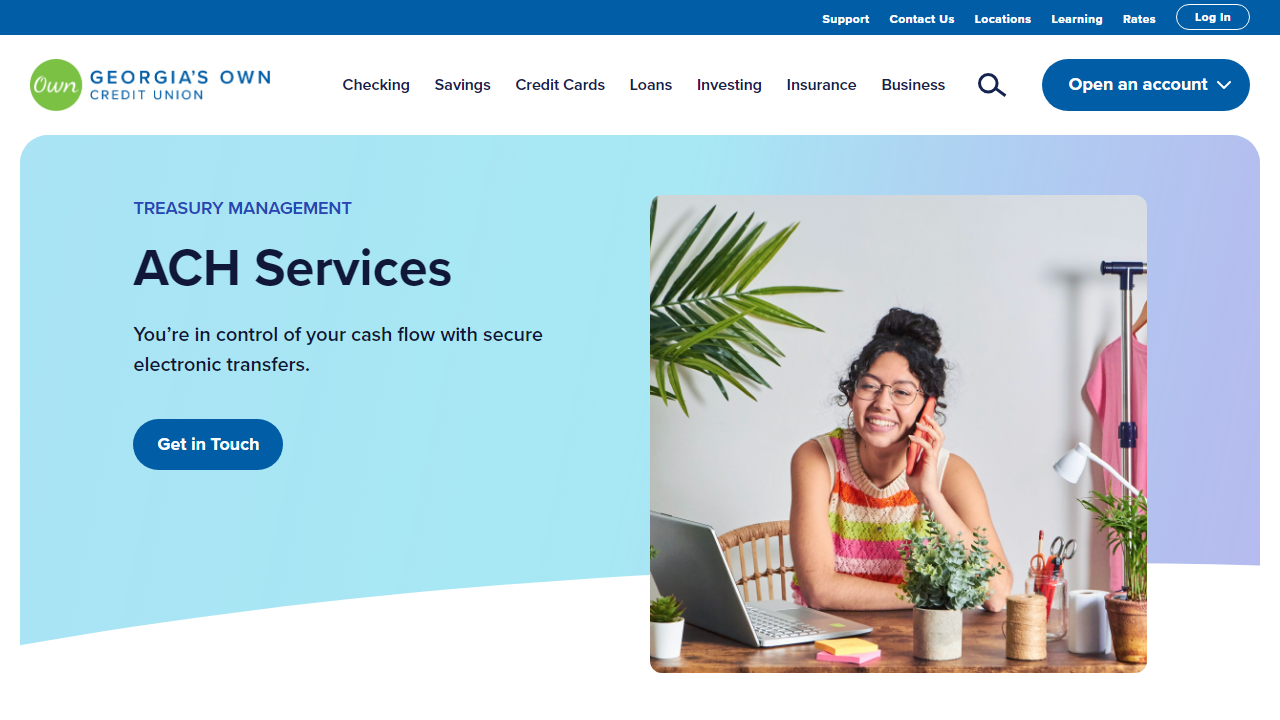 Support Contact Us Locations Learning Rates Log In
Own GEORGIA'S OWN
CREDIT UNION
Checking Savings Credit Cards Loans Investing Insurance Business Open an account
TREASURY MANAGEMENT
ACH Services
You’re in control of your cash flow with secure
electronic transfers.
Get in Touch